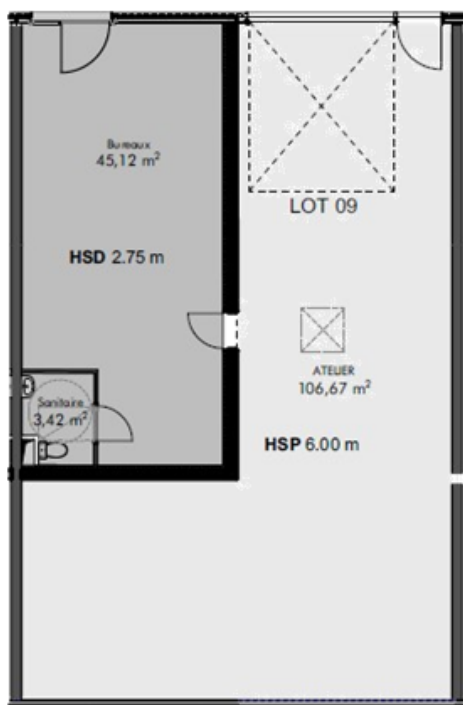 Bureaux
45,12 m²
LOT 09
HSD 2.75 m
ATELIER
106,67 m²
Sanitaire
3,42 m²
HSP 6.00 m